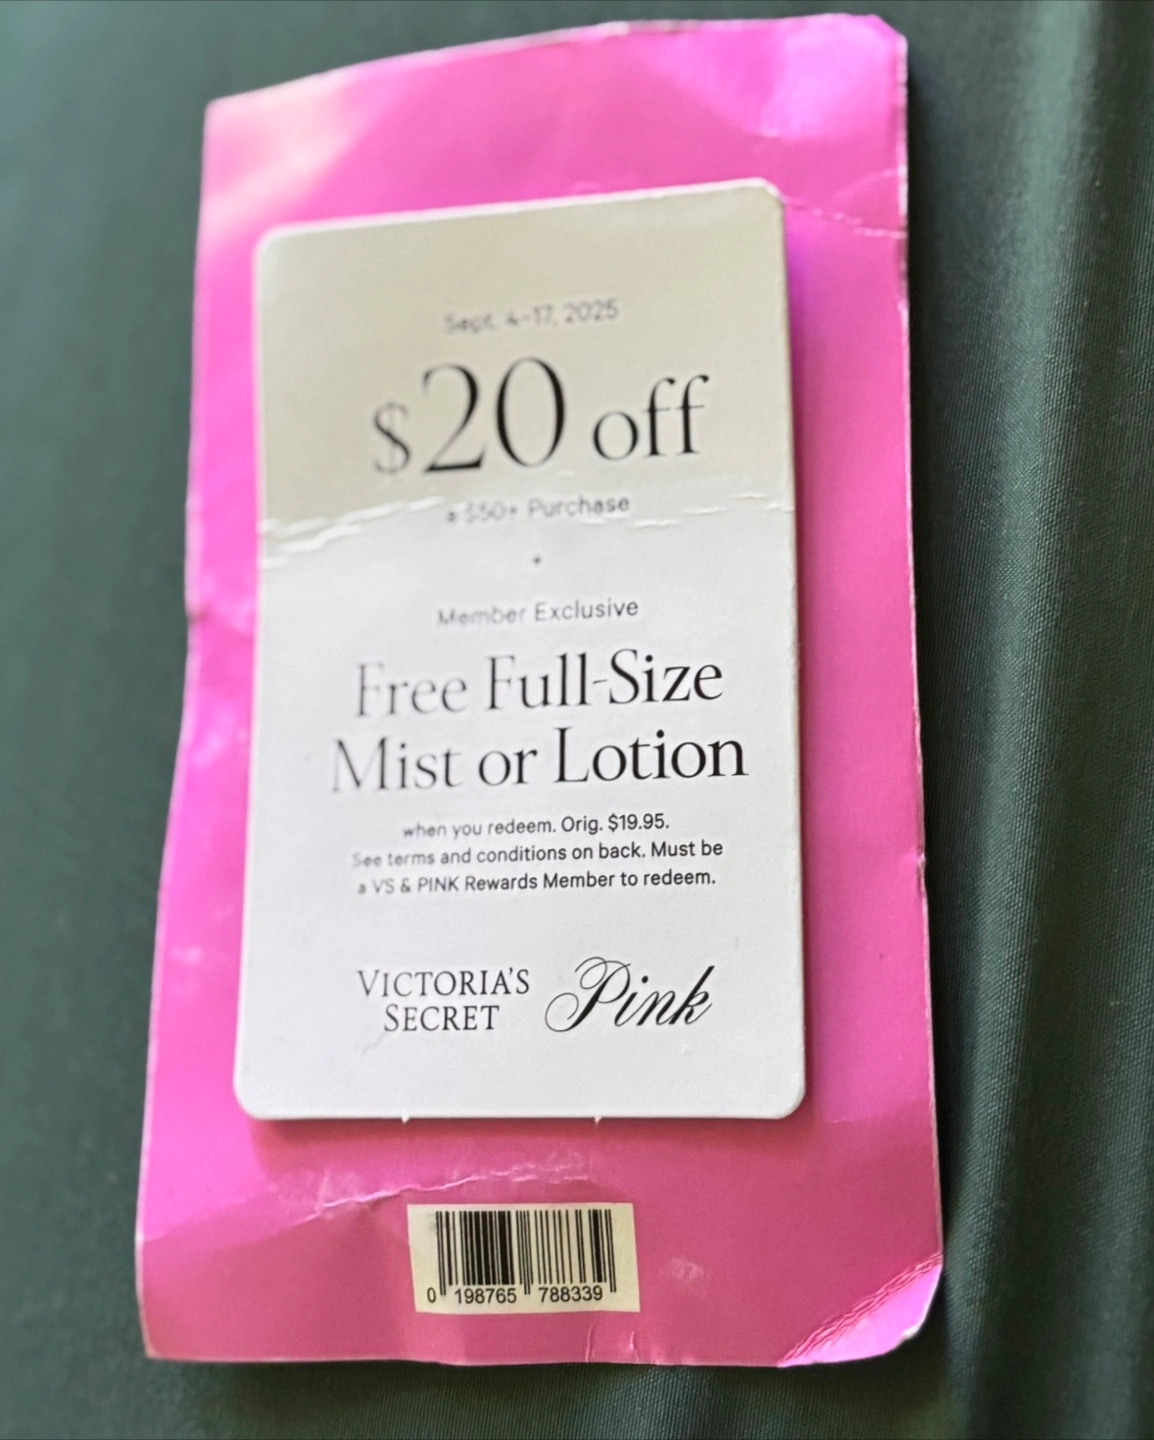 Sept. 4-17, 2025
$20 off
a $50+ Purchase
+
Member Exclusive
Free Full-Size
Mist or Lotion
when you redeem. Orig. $19.95.
See terms and conditions on back. Must be
a VS & PINK Rewards Member to redeem.
VICTORIA'S
SECRET
Pink
0 198765 788339